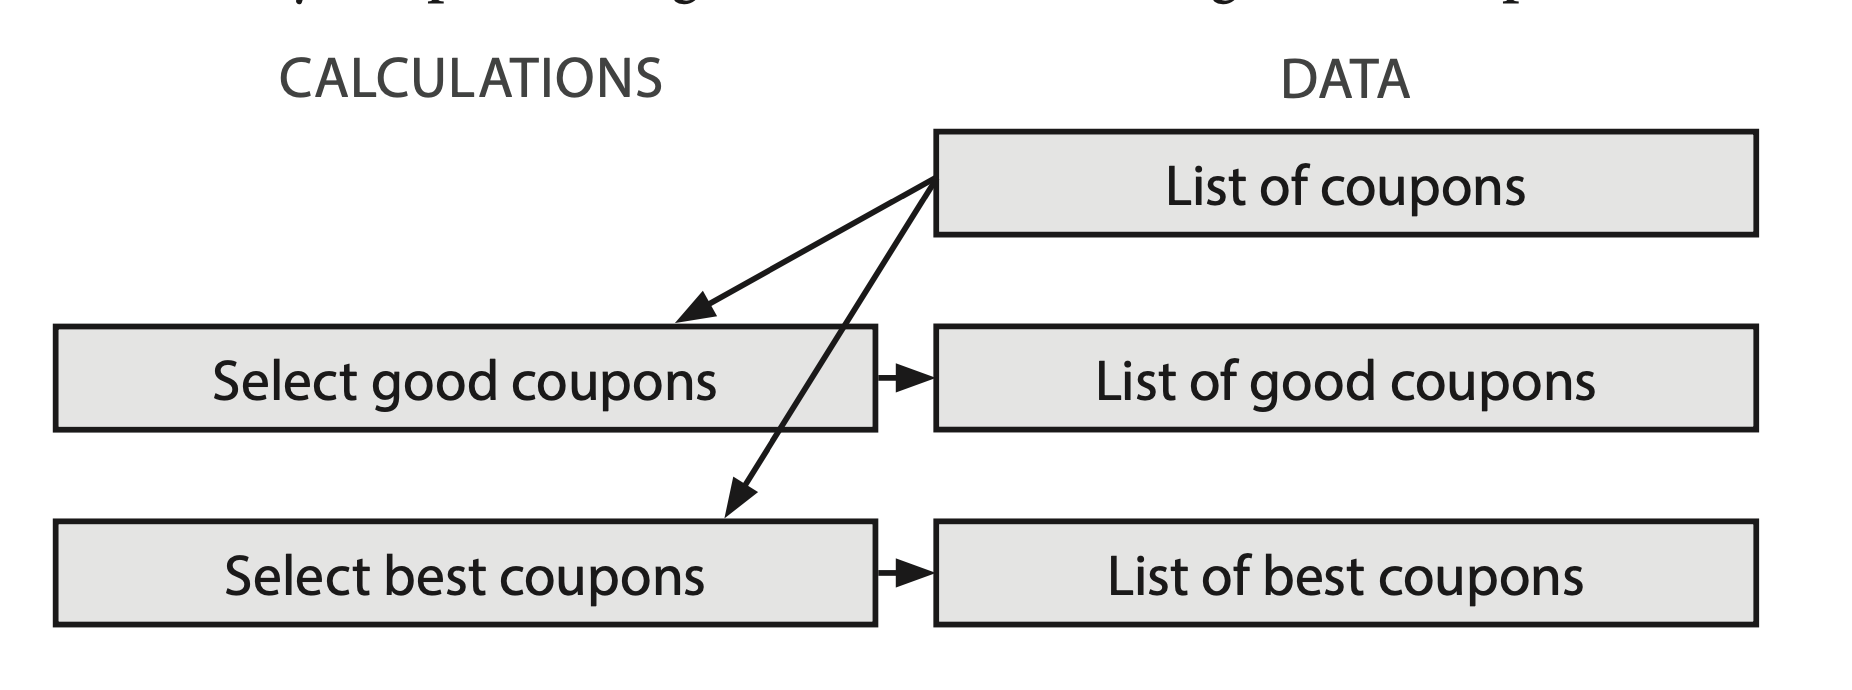 CALCULATIONS DATA
List of coupons
Select good coupons List of good coupons
Select best coupons List of best coupons